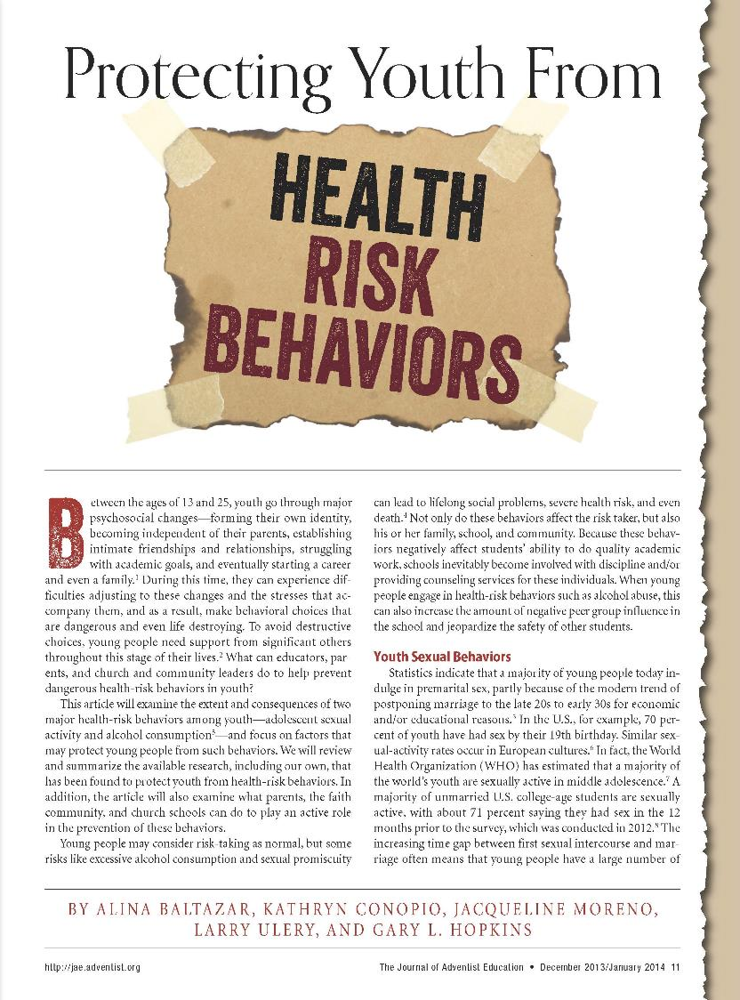 Protecting Youth From
HEALTH
RISK
BEHAVIORS
Between the ages of 13 and 25, youth go through major
psychosocial changes—forming their own identity,
becoming independent of their parents, establishing
intimate friendships and relationships, struggling
with academic goals, and eventually starting a career
and even a family.¹ During this time, they can experience dif-
ficulties adjusting to these changes and the stresses that ac-
company them, and as a result, make behavioral choices that
are dangerous and even life destroying. To avoid destructive
choices, young people need support from significant others
throughout this stage of their lives.² What can educators, par-
ents, and church and community leaders do to help prevent
dangerous health-risk behaviors in youth?
This article will examine the extent and consequences of two
major health-risk behaviors among youth—adolescent sexual
activity and alcohol consumption³—and focus on factors that
may protect young people from such behaviors. We will review
and summarize the available research, including our own, that
has been found to protect youth from health-risk behaviors. In
addition, the article will also examine what parents, the faith
community, and church schools can do to play an active role
in the prevention of these behaviors.
Young people may consider risk-taking as normal, but some
risks like excessive alcohol consumption and sexual promiscuity
can lead to lifelong social problems, severe health risk, and even
death.⁴ Not only do these behaviors affect the risk taker, but also
his or her family, school, and community. Because these behav-
iors negatively affect students' ability to do quality academic
work, schools inevitably become involved with discipline and/or
providing counseling services for these individuals. When young
people engage in health-risk behaviors such as alcohol abuse, this
can also increase the amount of negative peer group influence in
the school and jeopardize the safety of other students.
Youth Sexual Behaviors
Statistics indicate that a majority of young people today in-
dulge in premarital sex, partly because of the modern trend of
postponing marriage to the late 20s to early 30s for economic
and/or educational reasons.⁵ In the U.S., for example, 70 per-
cent of youth have had sex by their 19th birthday. Similar sex-
ual-activity rates occur in European cultures.⁶ In fact, the World
Health Organization (WHO) has estimated that a majority of
the world's youth are sexually active in middle adolescence.⁷ A
majority of unmarried U.S. college-age students are sexually
active, with about 71 percent saying they had sex in the 12
months prior to the survey, which was conducted in 2012.⁸ The
increasing time gap between first sexual intercourse and mar-
riage often means that young people have a large number of
BY ALINA BALTAZAR, KATHRYN CONOPIO, JACQUELINE MORENO,
LARRY ULERY, AND GARY L. HOPKINS
http://jae.adventist.org
The Journal of Adventist Education • December 2013/January 2014 11